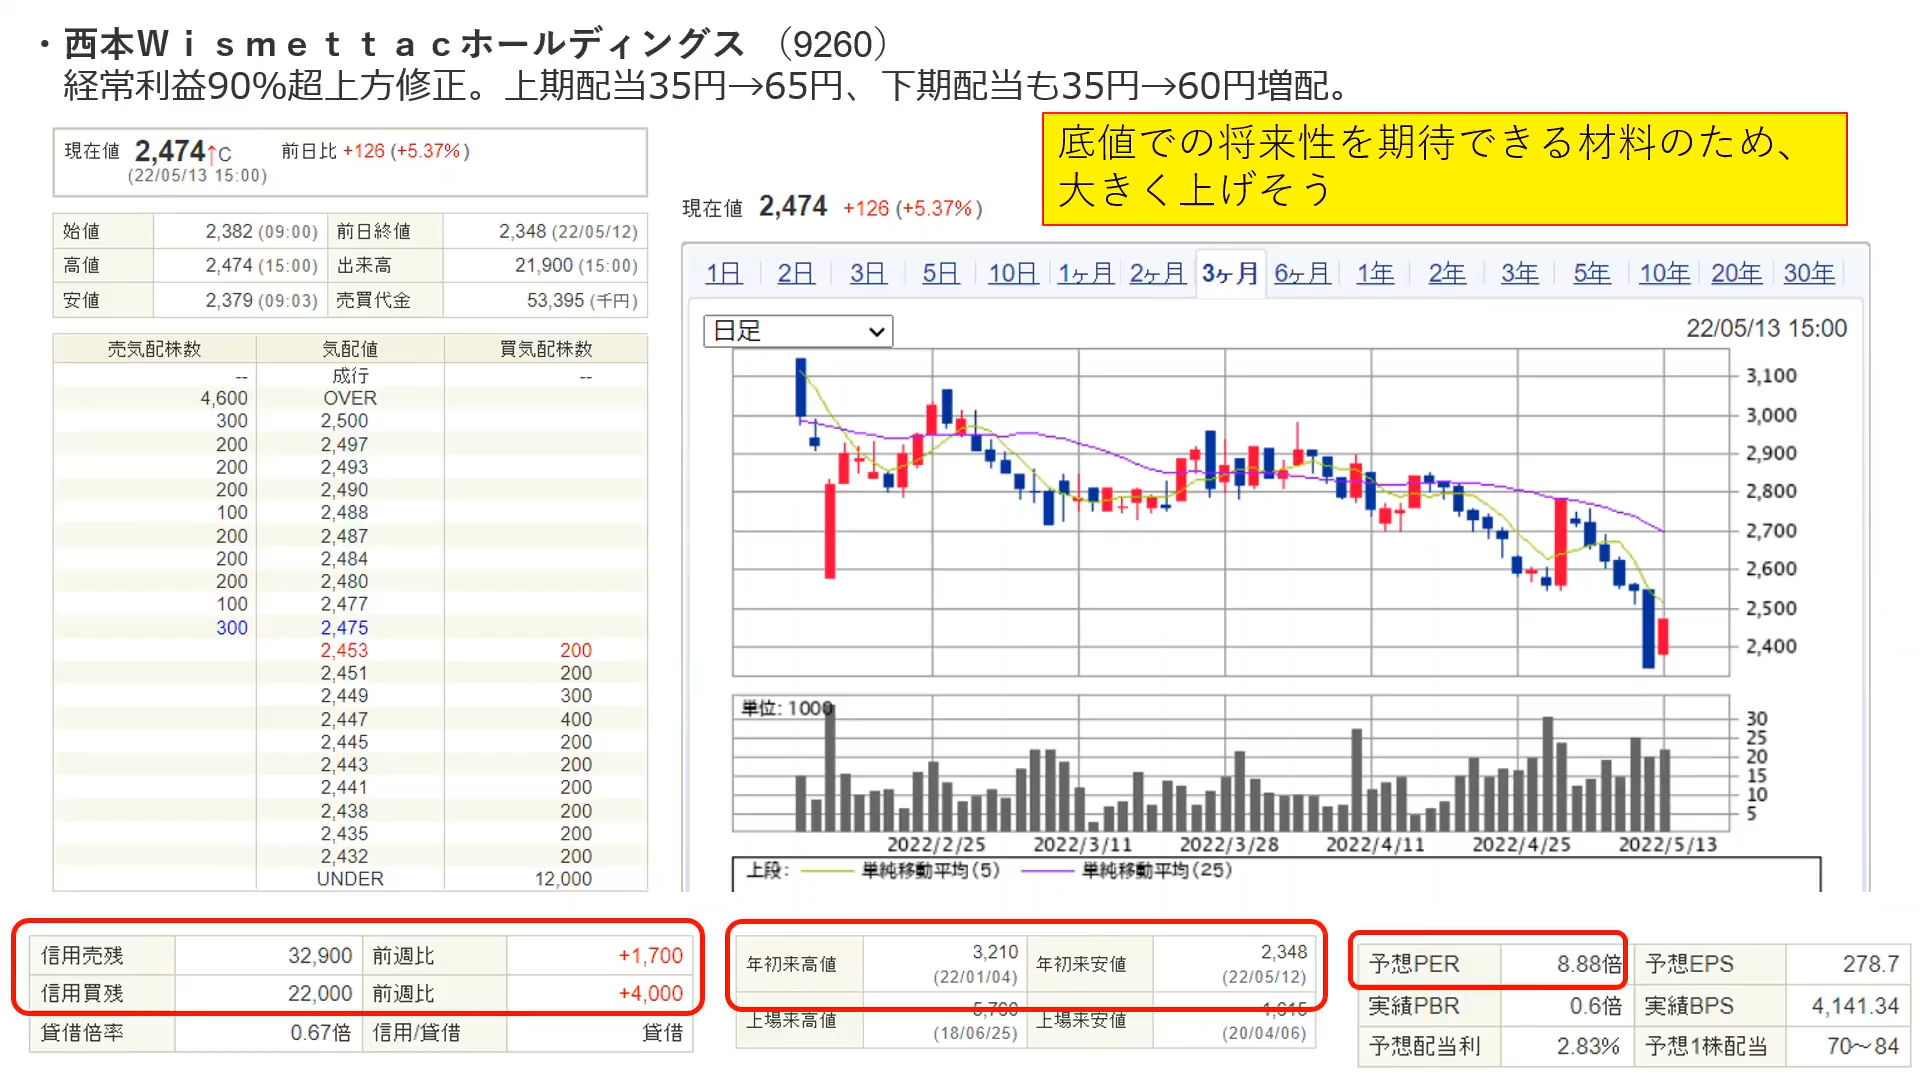 ・西本Ｗｉｓｍｅｔｔａｃホールディングス （9260）
経常利益90%超上方修正。上期配当35円→65円、下期配当も35円→60円増配。
底値での将来性を期待できる材料のため、
大きく上げそう
現在値 2,474↑C 前日比 +126 (+5.37%)
(22/05/13 15:00)
始値 2,382 (09:00) 前日終値 2,348 (22/05/12)
高値 2,474 (15:00) 出来高 21,900 (15:00)
安値 2,379 (09:03) 売買代金 53,395 (千円)
売気配株数 気配値 買気配株数
-- 成行 --
4,600 OVER
300 2,500
200 2,497
200 2,493
200 2,490
100 2,488
200 2,487
200 2,484
200 2,480
100 2,477
300 2,475
2,453 200
2,451 200
2,449 300
2,447 400
2,445 200
2,443 200
2,441 200
2,438 200
2,435 200
2,432 200
UNDER 12,000
現在値 2,474 +126 (+5.37%)
1日 2日 3日 5日 10日 1ヶ月 2ヶ月 3ヶ月 6ヶ月 1年 2年 3年 5年 10年 20年 30年
日足
22/05/13 15:00
3,100
3,000
2,900
2,800
2,700
2,600
2,500
2,400
単位: 1000
30
25
20
15
10
5
2022/2/25 2022/3/11 2022/3/28 2022/4/11 2022/4/25 2022/5/13
上段: 単純移動平均(5) 単純移動平均(25)
信用売残 32,900 前週比 +1,700
信用買残 22,000 前週比 +4,000
貸借倍率 0.67倍 信用/貸借 貸借
年初来高値 3,210 (22/01/04) 年初来安値 2,348 (22/05/12)
上場来高値 5,760 (18/06/25) 上場来安値 1,615 (20/04/06)
予想PER 8.88倍 予想EPS 278.7
実績PBR 0.6倍 実績BPS 4,141.34
予想配当利 2.83% 予想1株配当 70～84